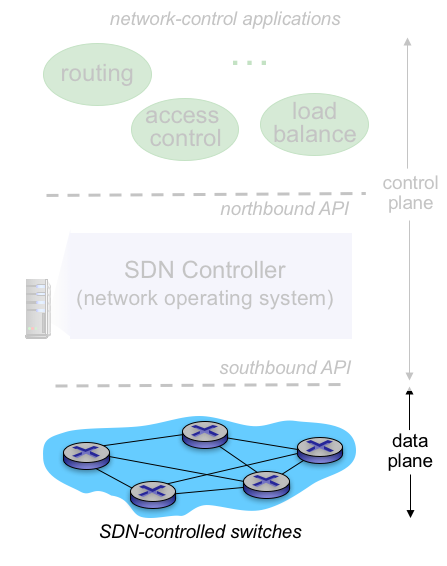 network-control applications
routing
...
access
control
load
balance
control
plane
northbound API
SDN Controller
(network operating system)
southbound API
data
plane
SDN-controlled switches